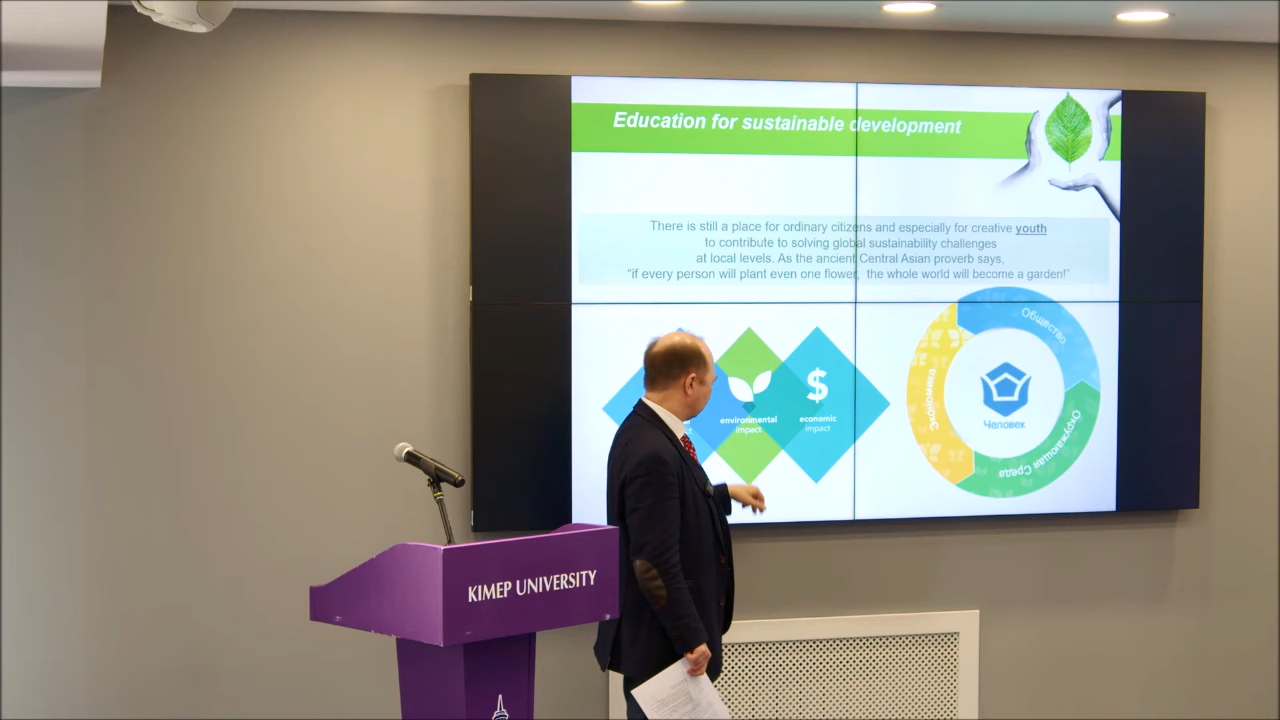 Education for sustainable development
There is still a place for ordinary citizens and especially for creative youth
to contribute to solving global sustainability challenges
at local levels. As the ancient Central Asian proverb says,
“if every person will plant even one flower, the whole world will become a garden!”
environmental
impact
$
economic
impact
Общество
Экономика
Человек
Окружающая Среда
KIMEP UNIVERSITY